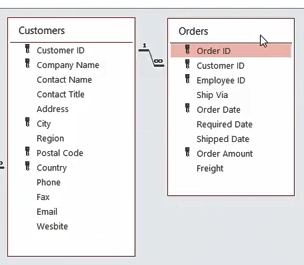 Customers
Customer ID
Company Name
Contact Name
Contact Title
Address
City
Region
Postal Code
Country
Phone
Fax
Email
Wesbite
1
∞
Orders
Order ID
Customer ID
Employee ID
Ship Via
Order Date
Required Date
Shipped Date
Order Amount
Freight